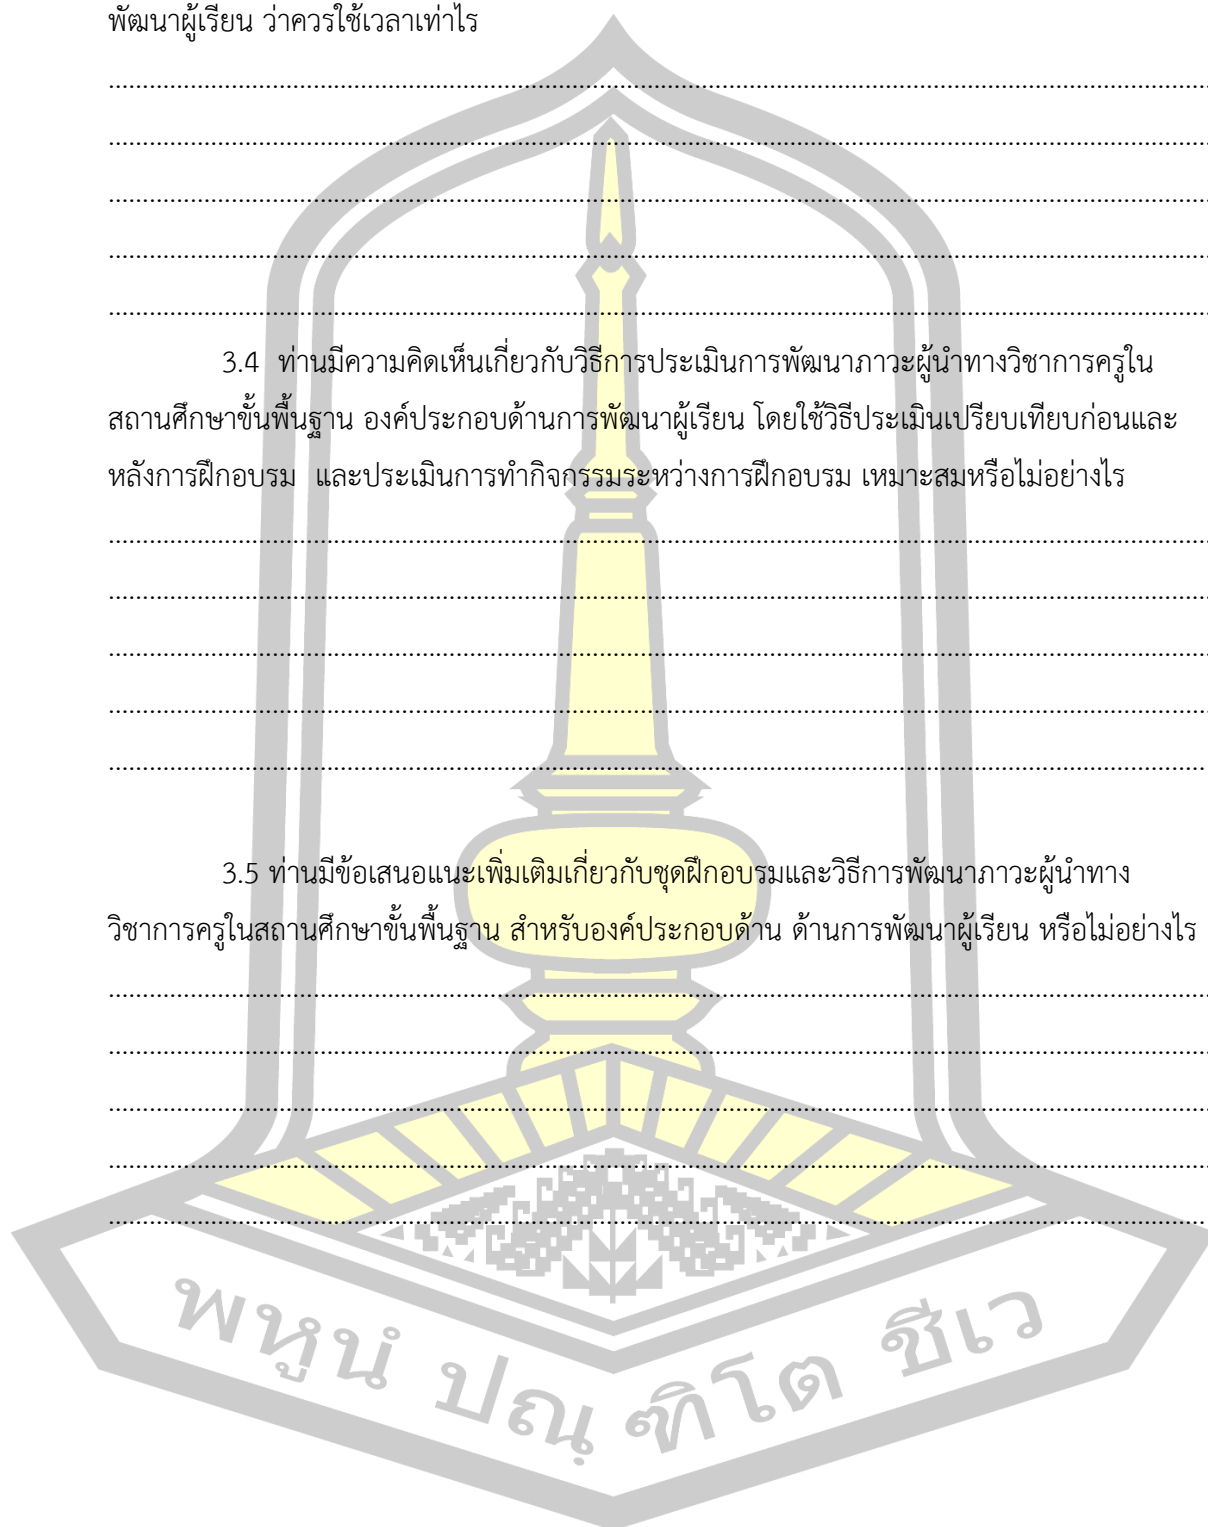 พัฒนาผู้เรียน ว่าควรใช้เวลาเท่าไร
........................................................................................................................
........................................................................................................................
........................................................................................................................
........................................................................................................................
........................................................................................................................
3.4 ท่านมีความคิดเห็นเกี่ยวกับวิธีการประเมินการพัฒนาภาวะผู้นำทางวิชาการครูใน
สถานศึกษาขั้นพื้นฐาน องค์ประกอบด้านการพัฒนาผู้เรียน โดยใช้วิธีประเมินเปรียบเทียบก่อนและ
หลังการฝึกอบรม และประเมินการทำกิจกรรมระหว่างการฝึกอบรม เหมาะสมหรือไม่อย่างไร
........................................................................................................................
........................................................................................................................
........................................................................................................................
........................................................................................................................
........................................................................................................................
3.5 ท่านมีข้อเสนอแนะเพิ่มเติมเกี่ยวกับชุดฝึกอบรมและวิธีการพัฒนาภาวะผู้นำทาง
วิชาการครูในสถานศึกษาขั้นพื้นฐาน สำหรับองค์ประกอบด้าน ด้านการพัฒนาผู้เรียน หรือไม่อย่างไร
........................................................................................................................
........................................................................................................................
........................................................................................................................
........................................................................................................................
........................................................................................................................
พหูนํ ปณฺฑิโต ชีเว